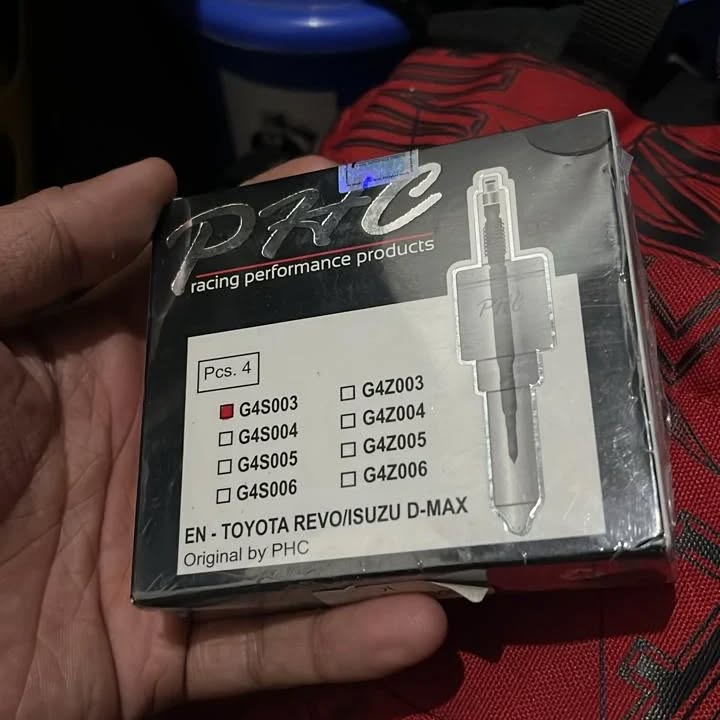 PHC
racing performance products
PHC
Pcs. 4
G4S003
G4S004
G4S005
G4S006
G4Z003
G4Z004
G4Z005
G4Z006
EN - TOYOTA REVO/ISUZU D-MAX
Original by PHC